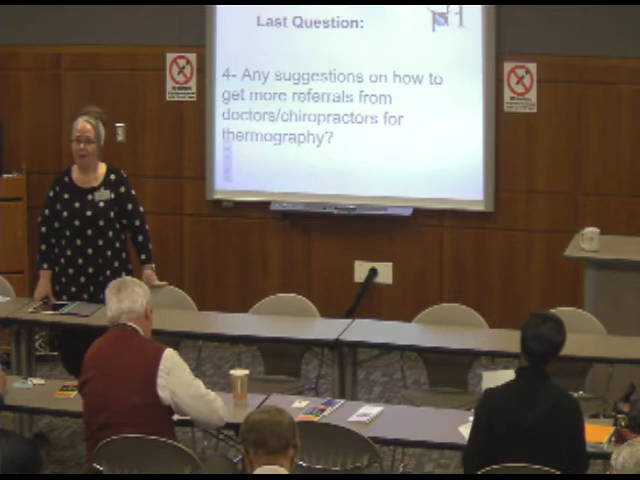 Last Question:
4- Any suggestions on how to
get more referrals from
doctors/chiropractors for
thermography?